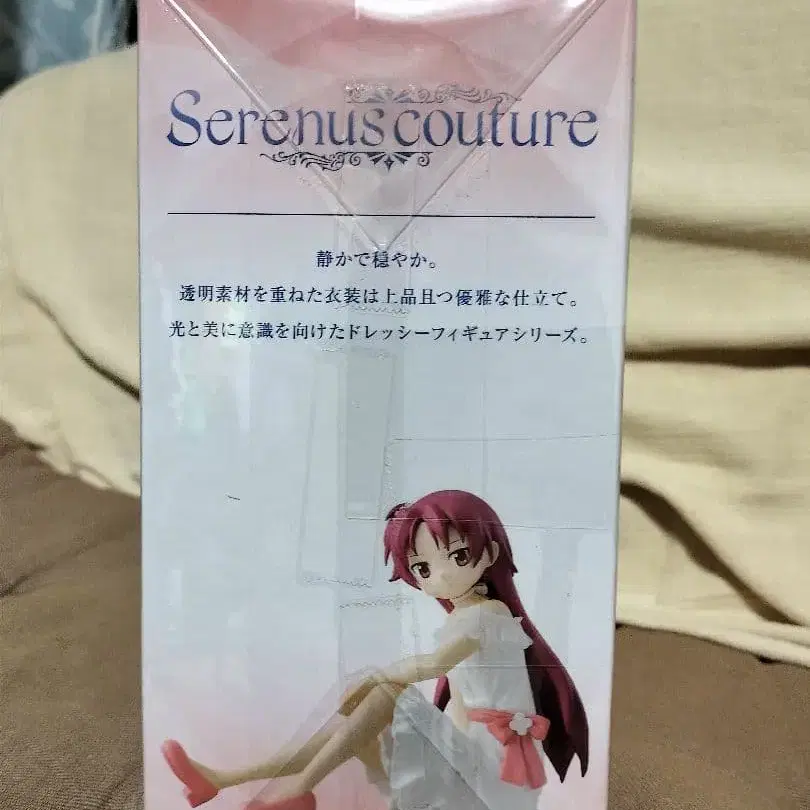 Serenus couture
静かで穏やか。
透明素材を重ねた衣装は上品且つ優雅な仕立て。
光と美に意識を向けたドレッシーフィギュアシリーズ。